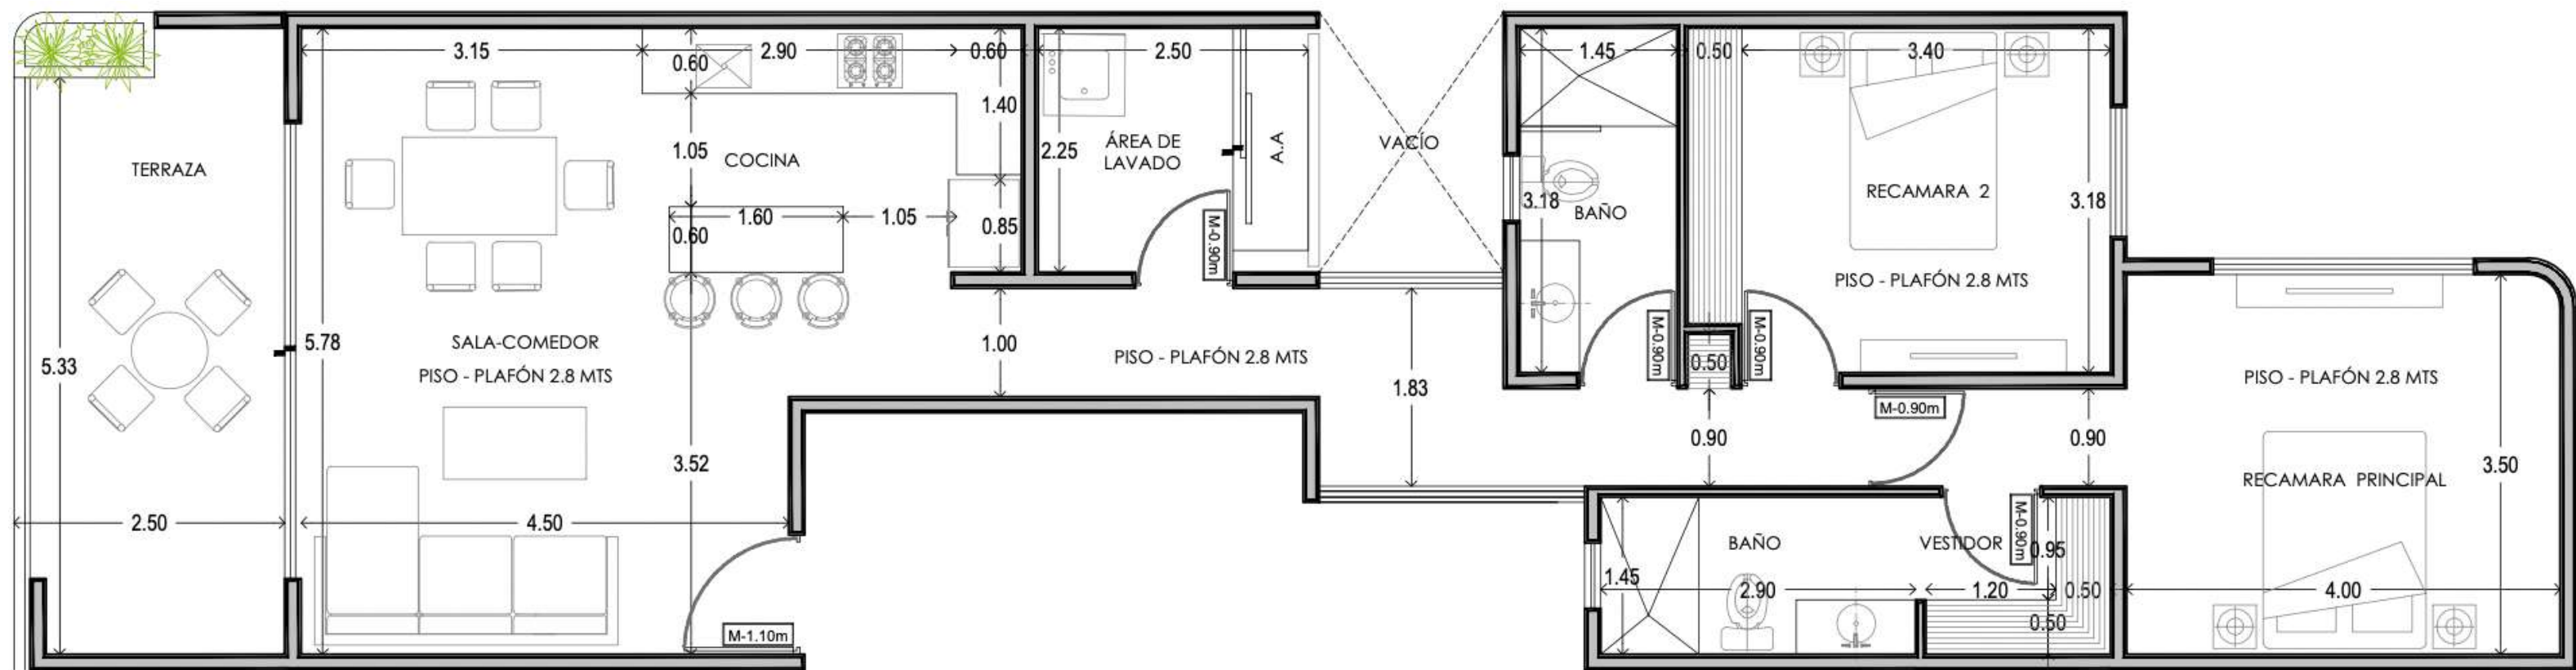 3.15
0.60
2.90
0.60
2.50
1.45
0.50
3.40
1.40
1.05
COCINA
TERRAZA
2.25
ÁREA DE
LAVADO
A.A
VACÍO
3.18
BAÑO
RECAMARA 2
3.18
1.60
1.05
0.60
0.85
M-0.90m
PISO - PLAFÓN 2.8 MTS
5.33
5.78
SALA-COMEDOR
PISO - PLAFÓN 2.8 MTS
1.00
PISO - PLAFÓN 2.8 MTS
1.83
M-0.90m
0.50
M-0.90m
PISO - PLAFÓN 2.8 MTS
M-0.90m
0.90
0.90
3.52
3.50
RECAMARA PRINCIPAL
2.50
4.50
BAÑO
VESTIDOR
M-0.90m
0.95
1.45
2.90
1.20
0.50
4.00
0.50
M-1.10m